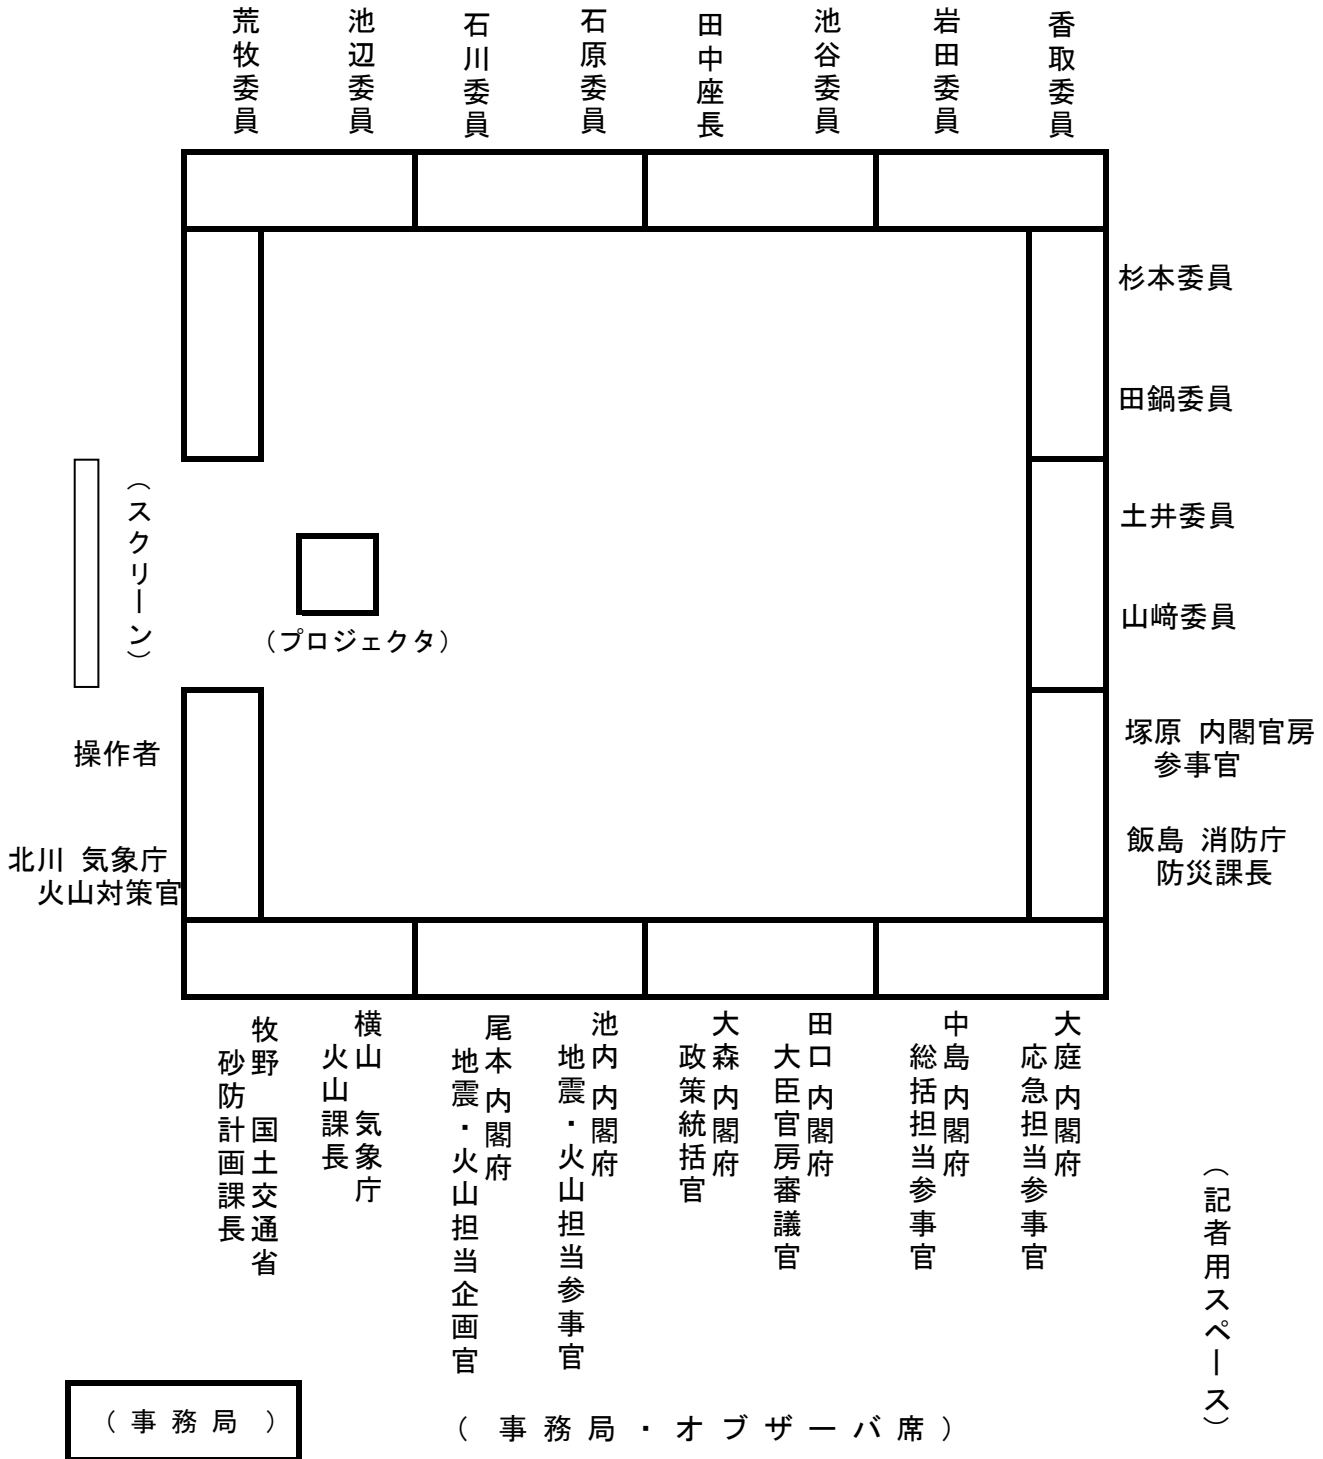 荒牧委員
池辺委員
石川委員
石原委員
田中座長
池谷委員
岩田委員
香取委員
杉本委員
田鍋委員
土井委員
山﨑委員
塚原 内閣官房
参事官
飯島 消防庁
防災課長
（スクリーン）
（プロジェクタ）
操作者
北川 気象庁
火山対策官
牧野 国土交通省
砂防計画課長
横山 気象庁
火山課長
尾本 内閣府
地震・火山担当企画官
池内 内閣府
地震・火山担当参事官
大森 内閣府
政策統括官
田口 内閣府
大臣官房審議官
中島 内閣府
総括担当参事官
大庭 内閣府
応急担当参事官
（記者用スペース）
（事務局）
（事務局・オブザーバ席）